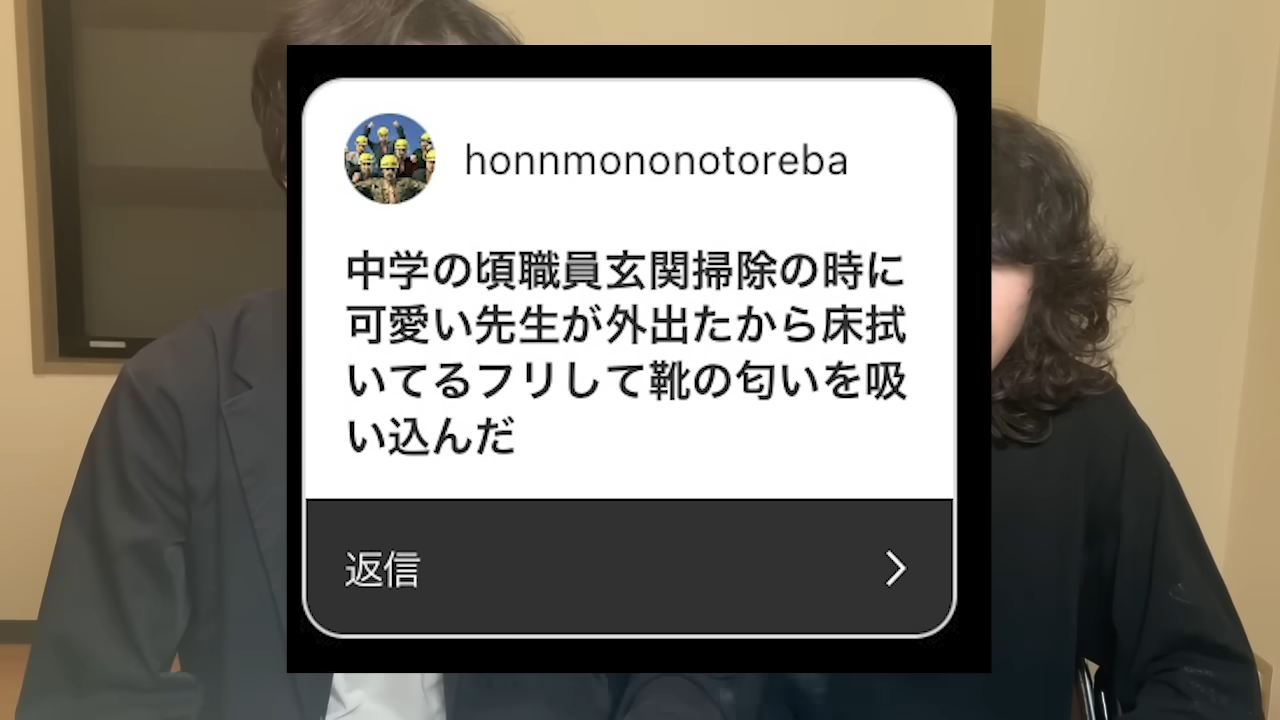 honnmononotoreba
中学の頃職員玄関掃除の時に
可愛い先生が外出たから床拭
いてるフリして靴の匂いを吸
い込んだ
返信